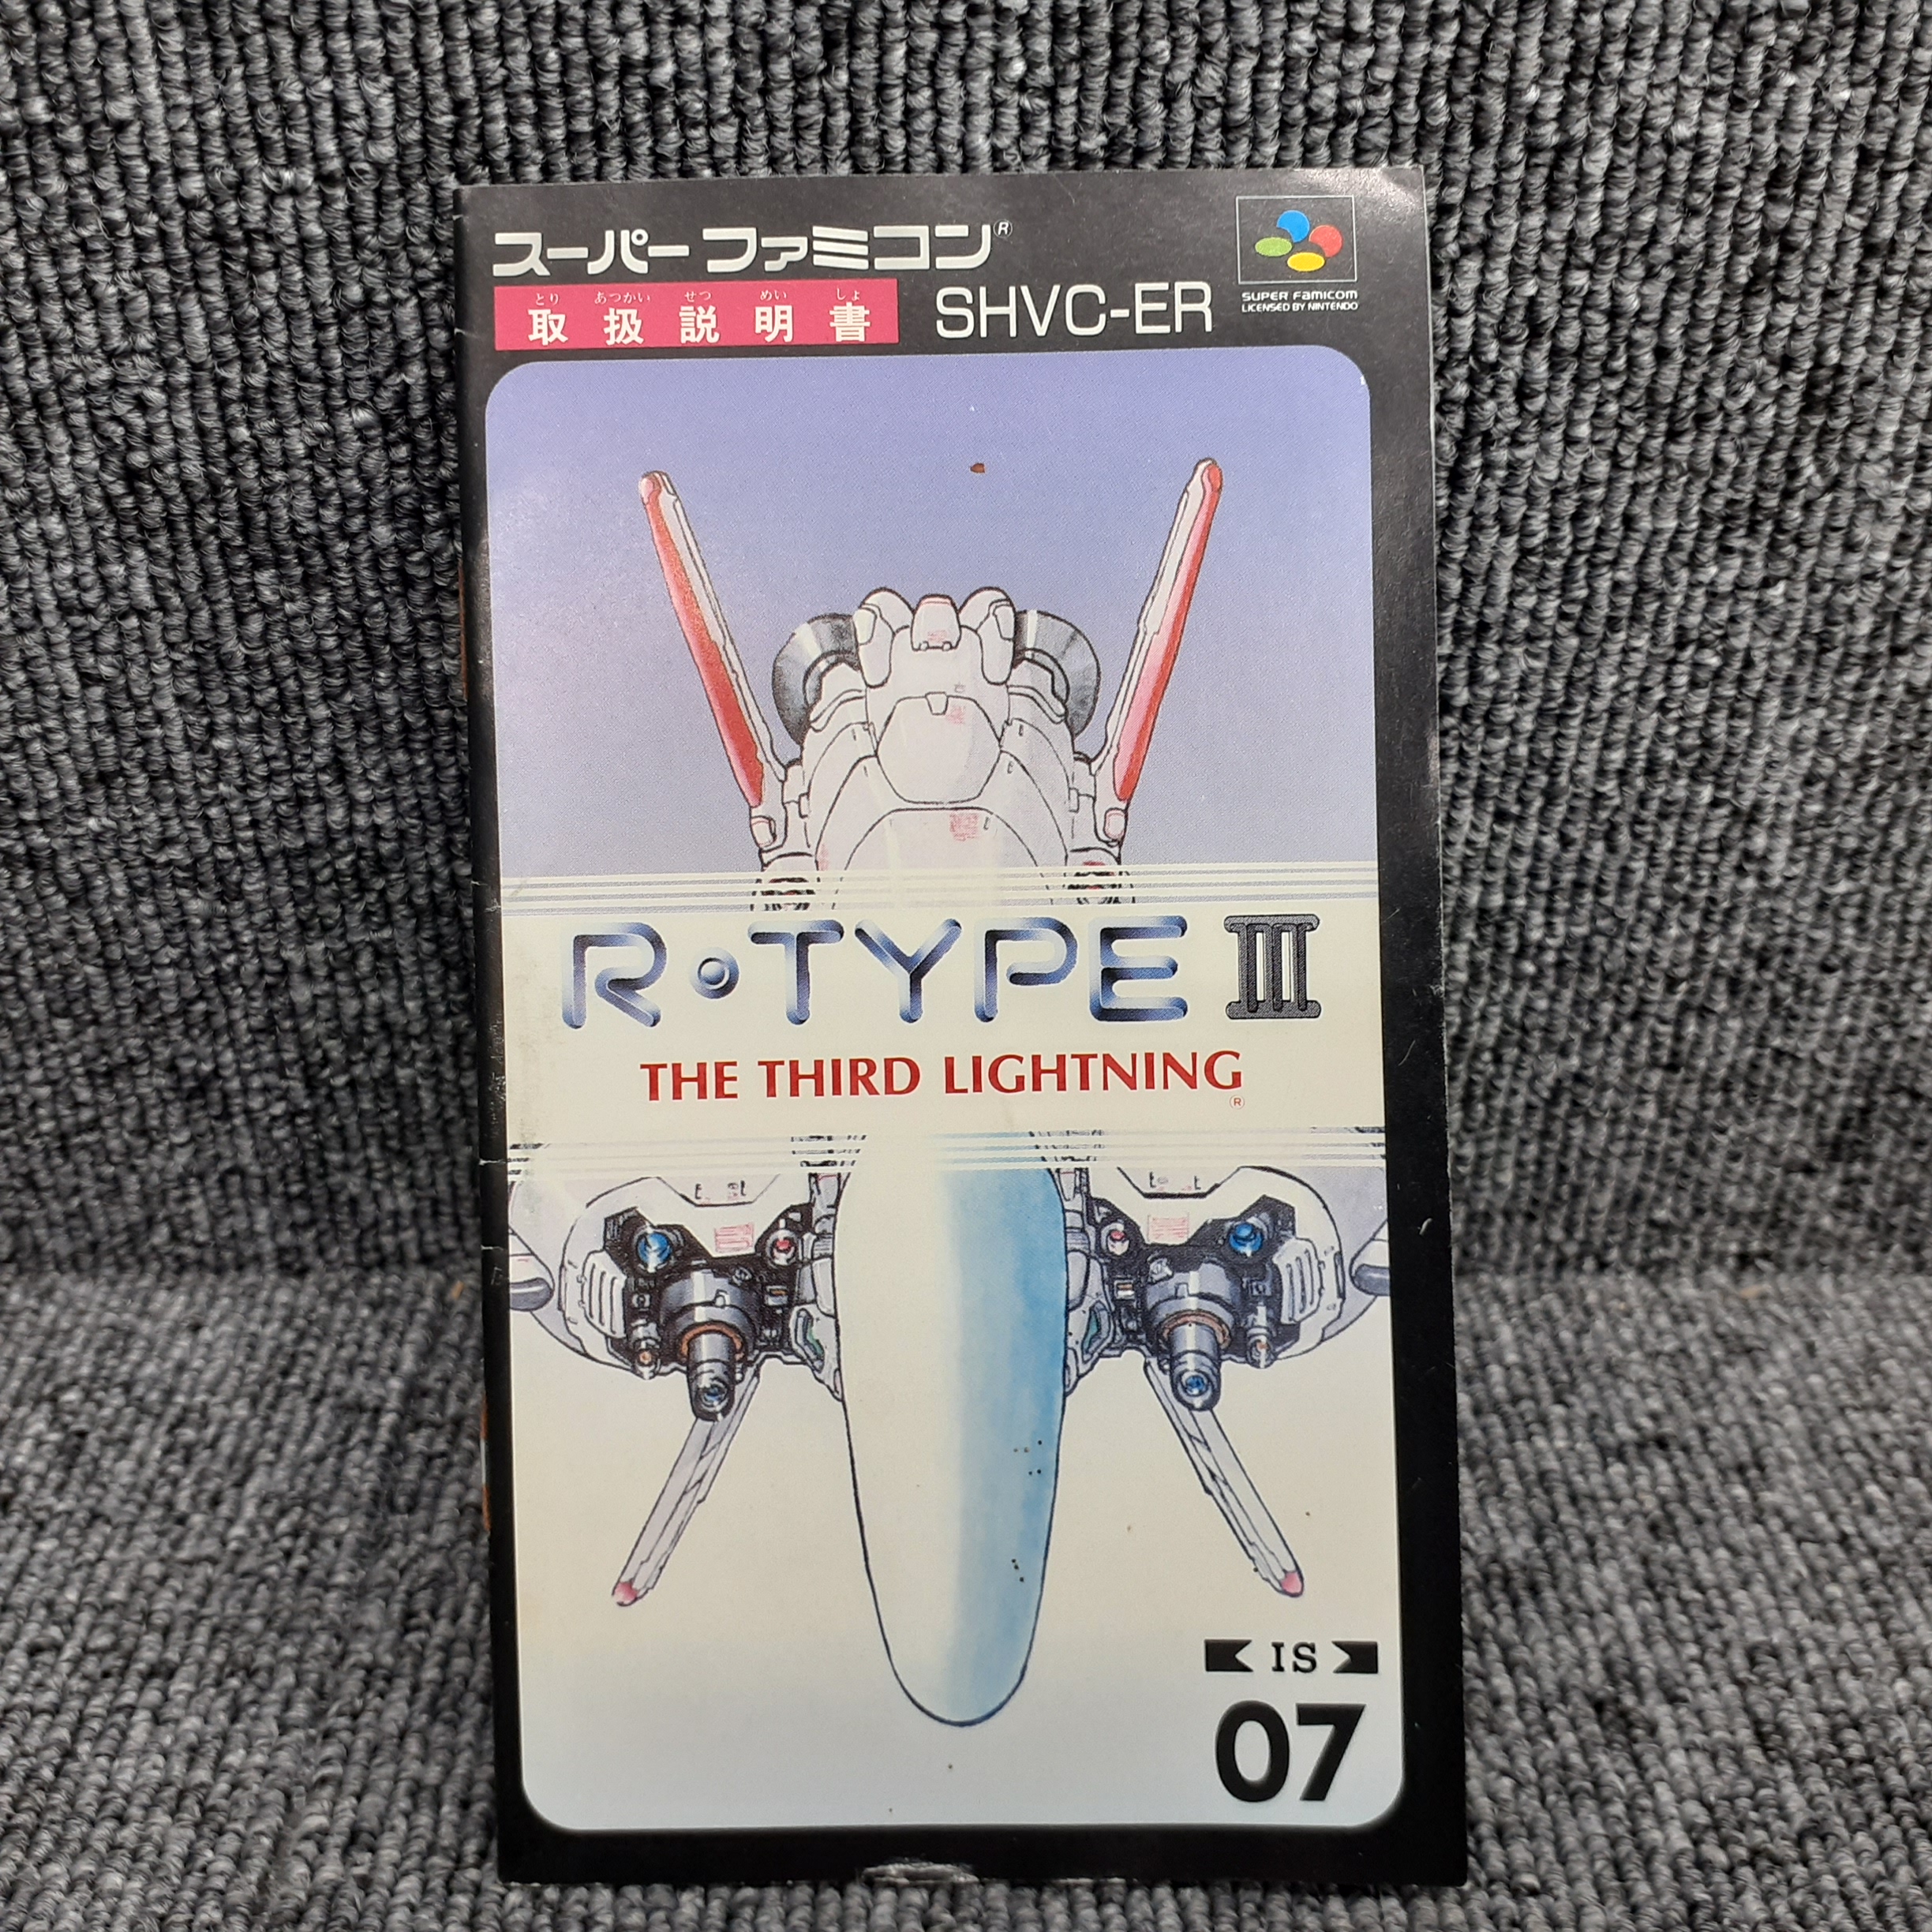 スーパーファミコン®
とり あつかい せつ めい しょ
取扱説明書
SHVC-ER
SUPER FAMICOM
LICENSED BY NINTENDO
R・TYPE III
THE THIRD LIGHTNING
®
IS
07